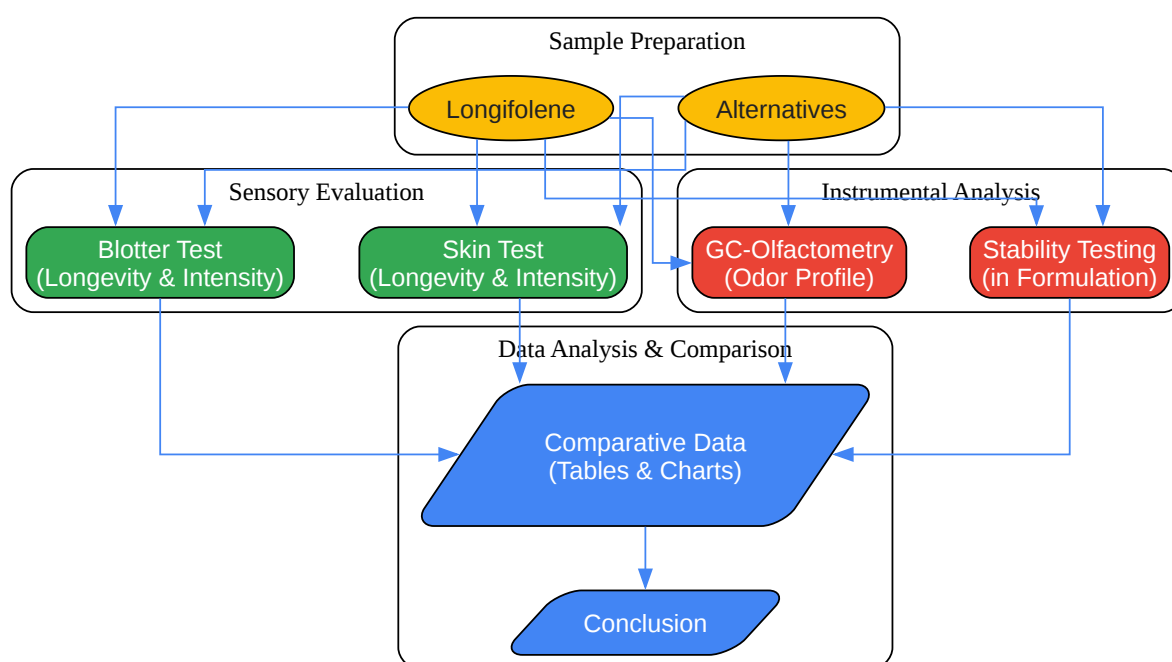 Sample Preparation
Longifolene
Alternatives
Sensory Evaluation
Instrumental Analysis
Blotter Test
(Longevity & Intensity)
Skin Test
(Longevity & Intensity)
GC-Olfactometry
(Odor Profile)
Stability Testing
(in Formulation)
Data Analysis & Comparison
Comparative Data
(Tables & Charts)
Conclusion